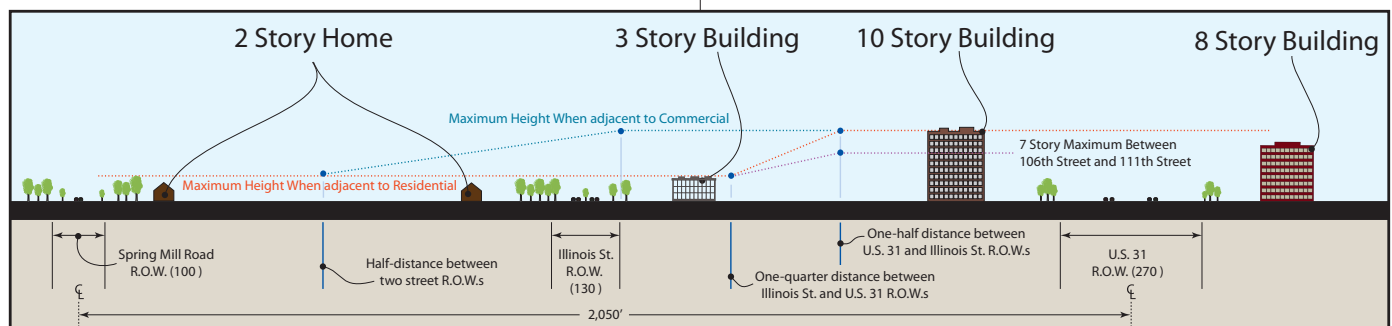 2 Story Home
3 Story Building
10 Story Building
8 Story Building
Maximum Height When adjacent to Commercial
7 Story Maximum Between
106th Street and 111th Street
Maximum Height When adjacent to Residential
Spring Mill Road
R.O.W. (100 )
Half-distance between
two street R.O.W.s
Illinois St.
R.O.W.
(130 )
One-quarter distance between
Illinois St. and U.S. 31 R.O.W.s
One-half distance between
U.S. 31 and Illinois St. R.O.W.s
U.S. 31
R.O.W. (270 )
℄
℄
2,050’